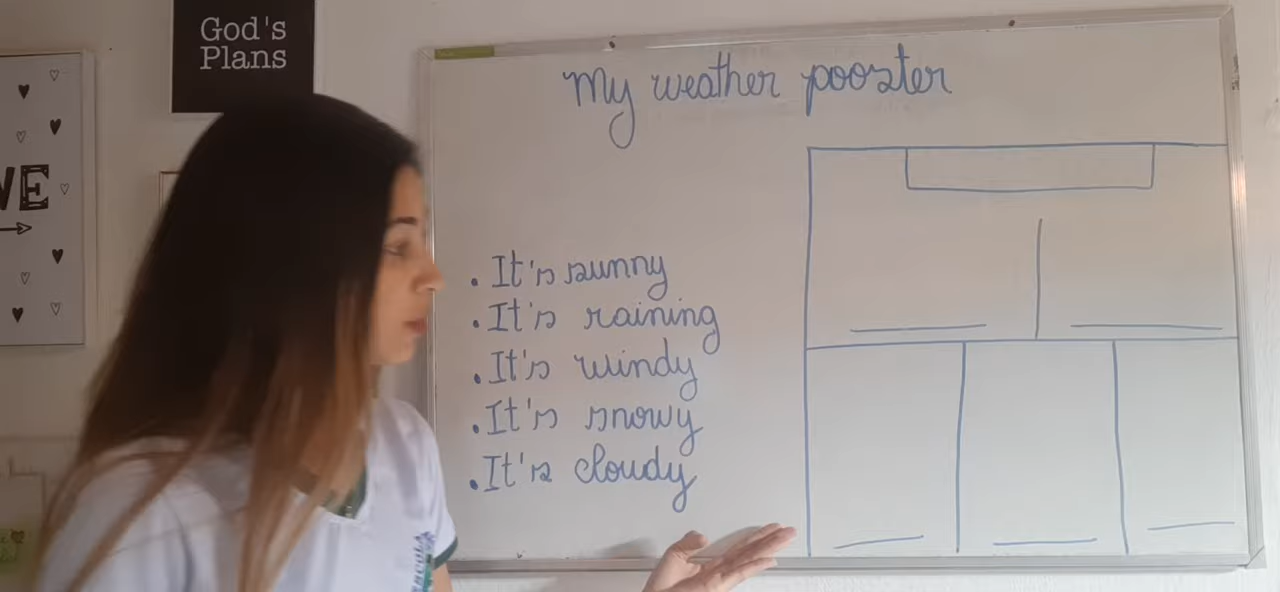 God's
Plans
VE
My weather pooster
. It's sunny
. It's raining
. It's windy
. It's snowy
. It's cloudy